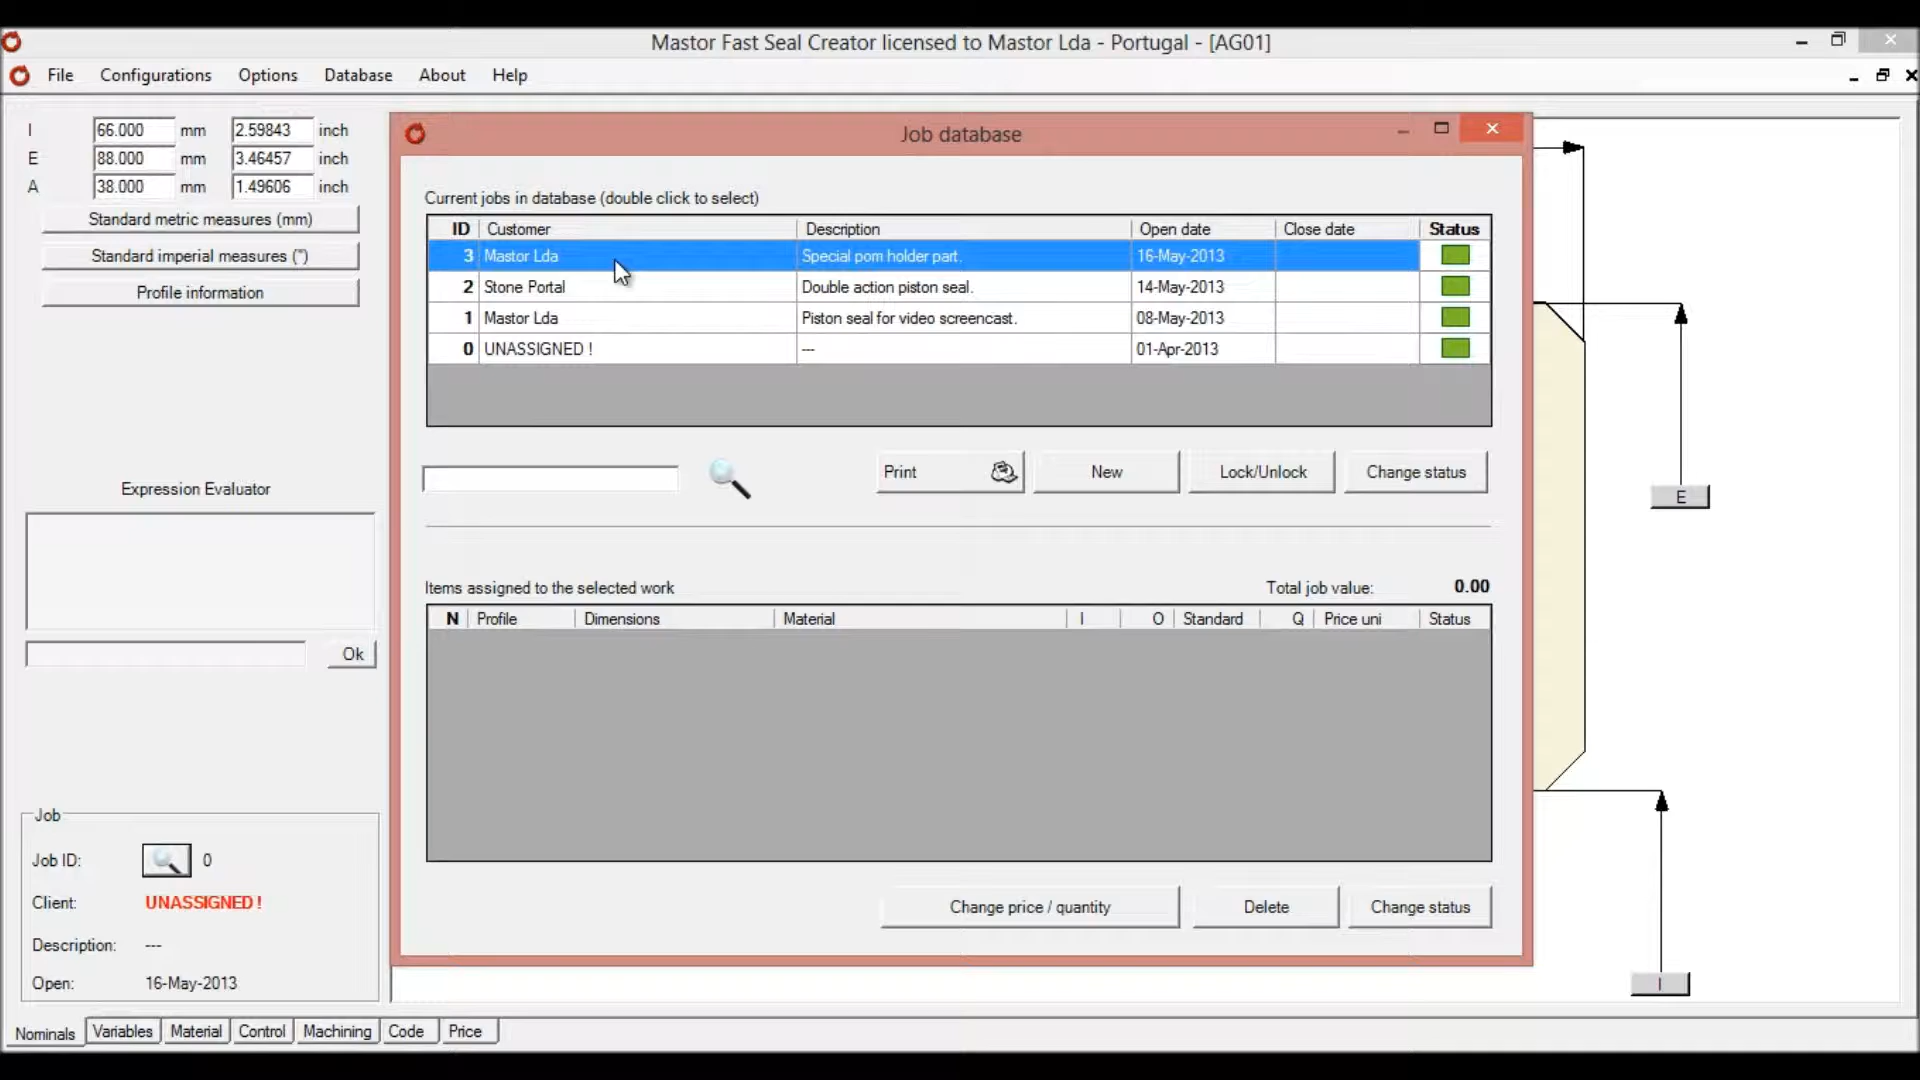 Mastor Fast Seal Creator licensed to Mastor Lda - Portugal - [AG01]
File Configurations Options Database About Help
I 66.000 mm 2.59843 inch
E 88.000 mm 3.46457 inch
A 38.000 mm 1.49606 inch
Standard metric measures (mm)
Standard imperial measures (")
Profile information
Expression Evaluator
Ok
Job
Job ID: 0
Client: UNASSIGNED !
Description: ---
Open: 16-May-2013
Job database
Current jobs in database (double click to select)
ID Customer Description Open date Close date Status
3 Mastor Lda Special pom holder part. 16-May-2013
2 Stone Portal Double action piston seal. 14-May-2013
1 Mastor Lda Piston seal for video screencast. 08-May-2013
0 UNASSIGNED ! --- 01-Apr-2013
Print New Lock/Unlock Change status
Items assigned to the selected work Total job value: 0.00
N Profile Dimensions Material I O Standard Q Price uni Status
Change price / quantity Delete Change status
E
I
Nominals Variables Material Control Machining Code Price